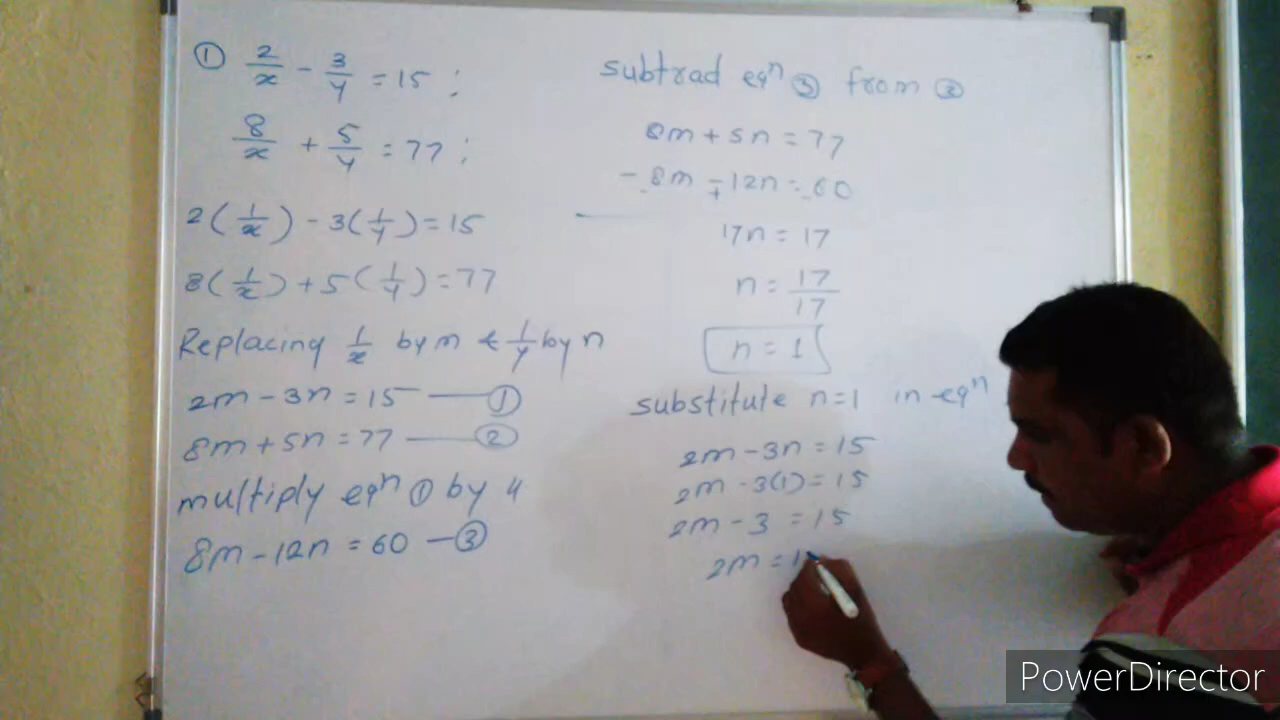 ① 2/x - 3/y = 15 ;
8/x + 5/y = 77 ;
2(1/x) - 3(1/y) = 15
8(1/x) + 5(1/y) = 77
Replacing 1/x by m & 1/y by n
2m - 3n = 15 — ①
8m + 5n = 77 — ②
multiply eqⁿ ① by 4
8m - 12n = 60 — ③
subtrad eqⁿ ③ from ②
8m + 5n = 77
- 8m - 12n = 60
- + -
17n = 17
n = 17/17
n = 1
substitute n=1 in eqⁿ
2m - 3n = 15
2m - 3(1) = 15
2m - 3 = 15
2m = 1
PowerDirector